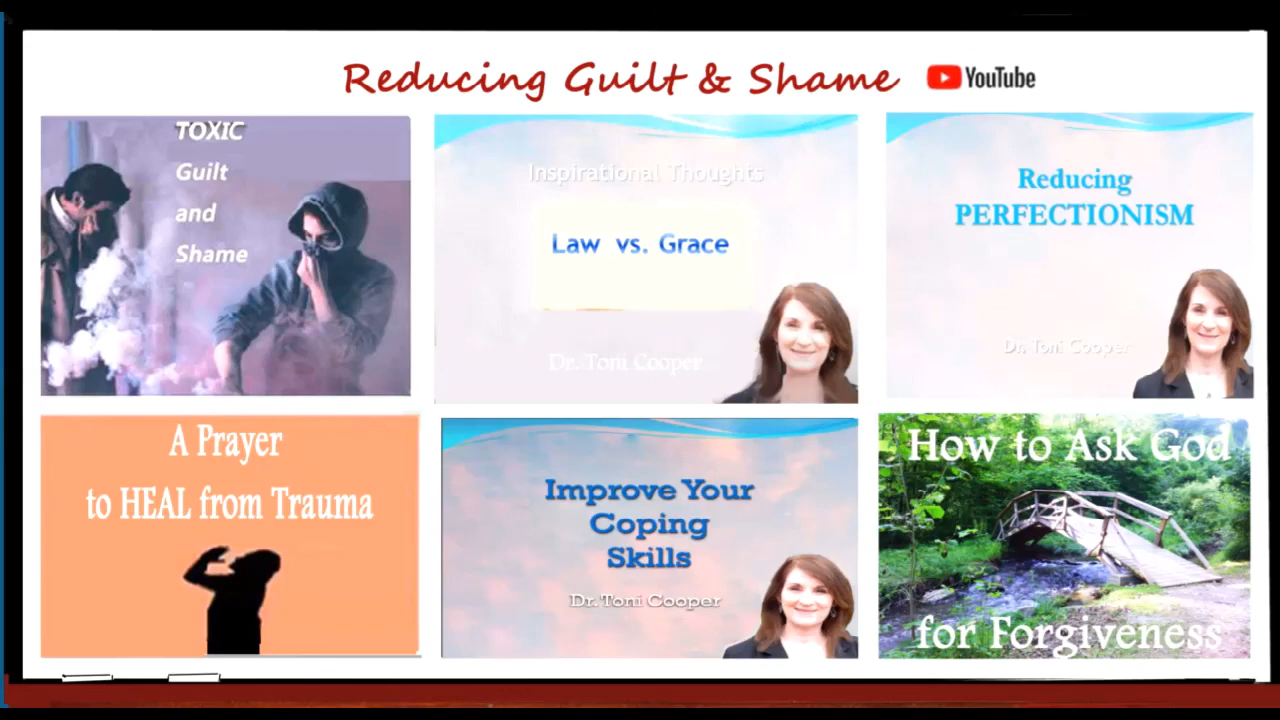 Reducing Guilt & Shame
YouTube
TOXIC
Guilt
and
Shame
Inspirational Thoughts
Law vs. Grace
Dr. Toni Cooper
Reducing
PERFECTIONISM
Dr. Toni Cooper
A Prayer
to HEAL from Trauma
Improve Your
Coping
Skills
Dr. Toni Cooper
How to Ask God
for Forgiveness